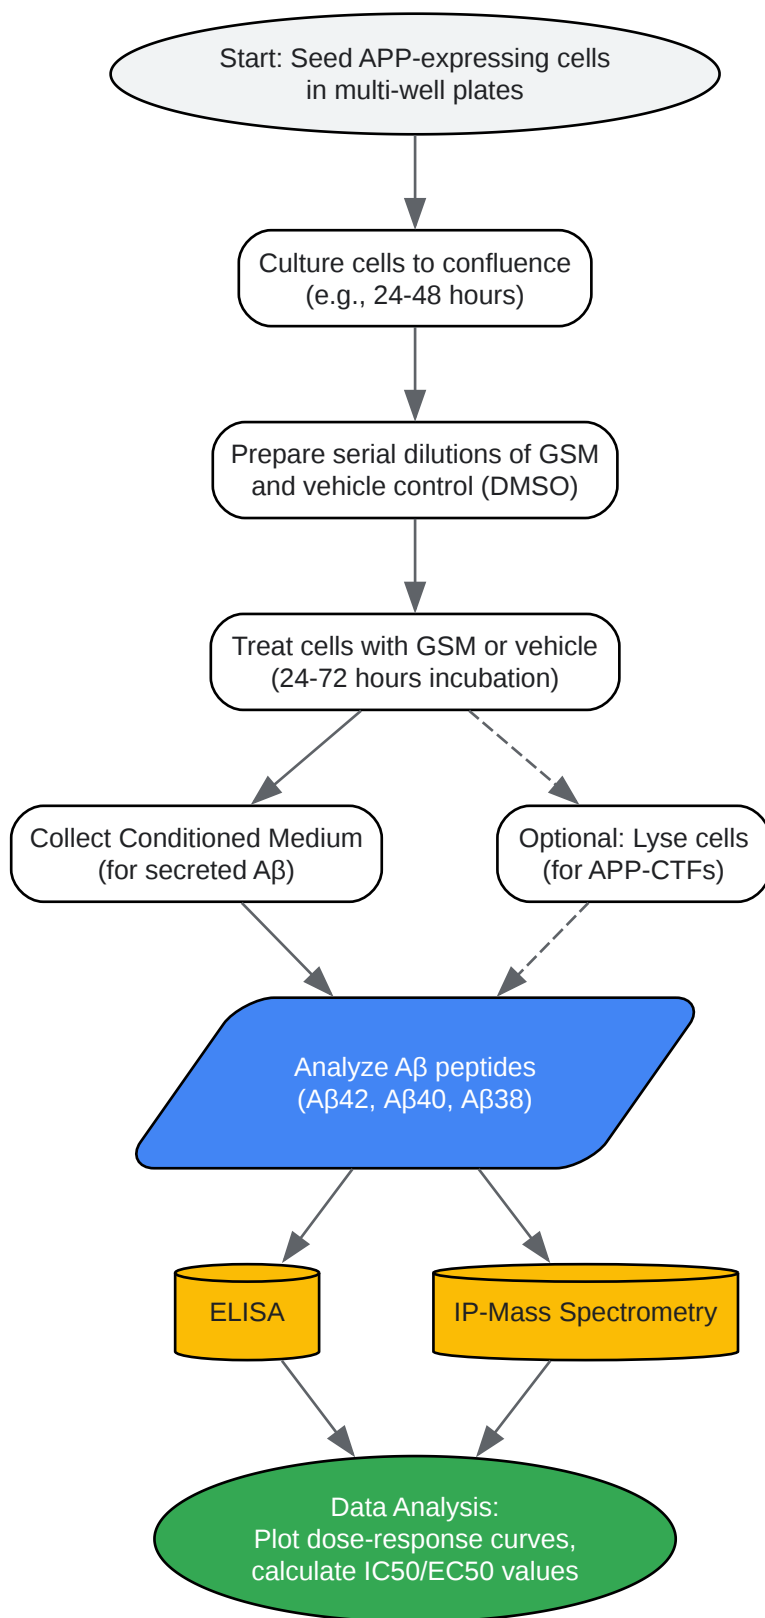 Start: Seed APP-expressing cells
in multi-well plates
Culture cells to confluence
(e.g., 24-48 hours)
Prepare serial dilutions of GSM
and vehicle control (DMSO)
Treat cells with GSM or vehicle
(24-72 hours incubation)
Collect Conditioned Medium
(for secreted Aβ)
Optional: Lyse cells
(for APP-CTFs)
Analyze Aβ peptides
(Aβ42, Aβ40, Aβ38)
ELISA
IP-Mass Spectrometry
Data Analysis:
Plot dose-response curves,
calculate IC50/EC50 values